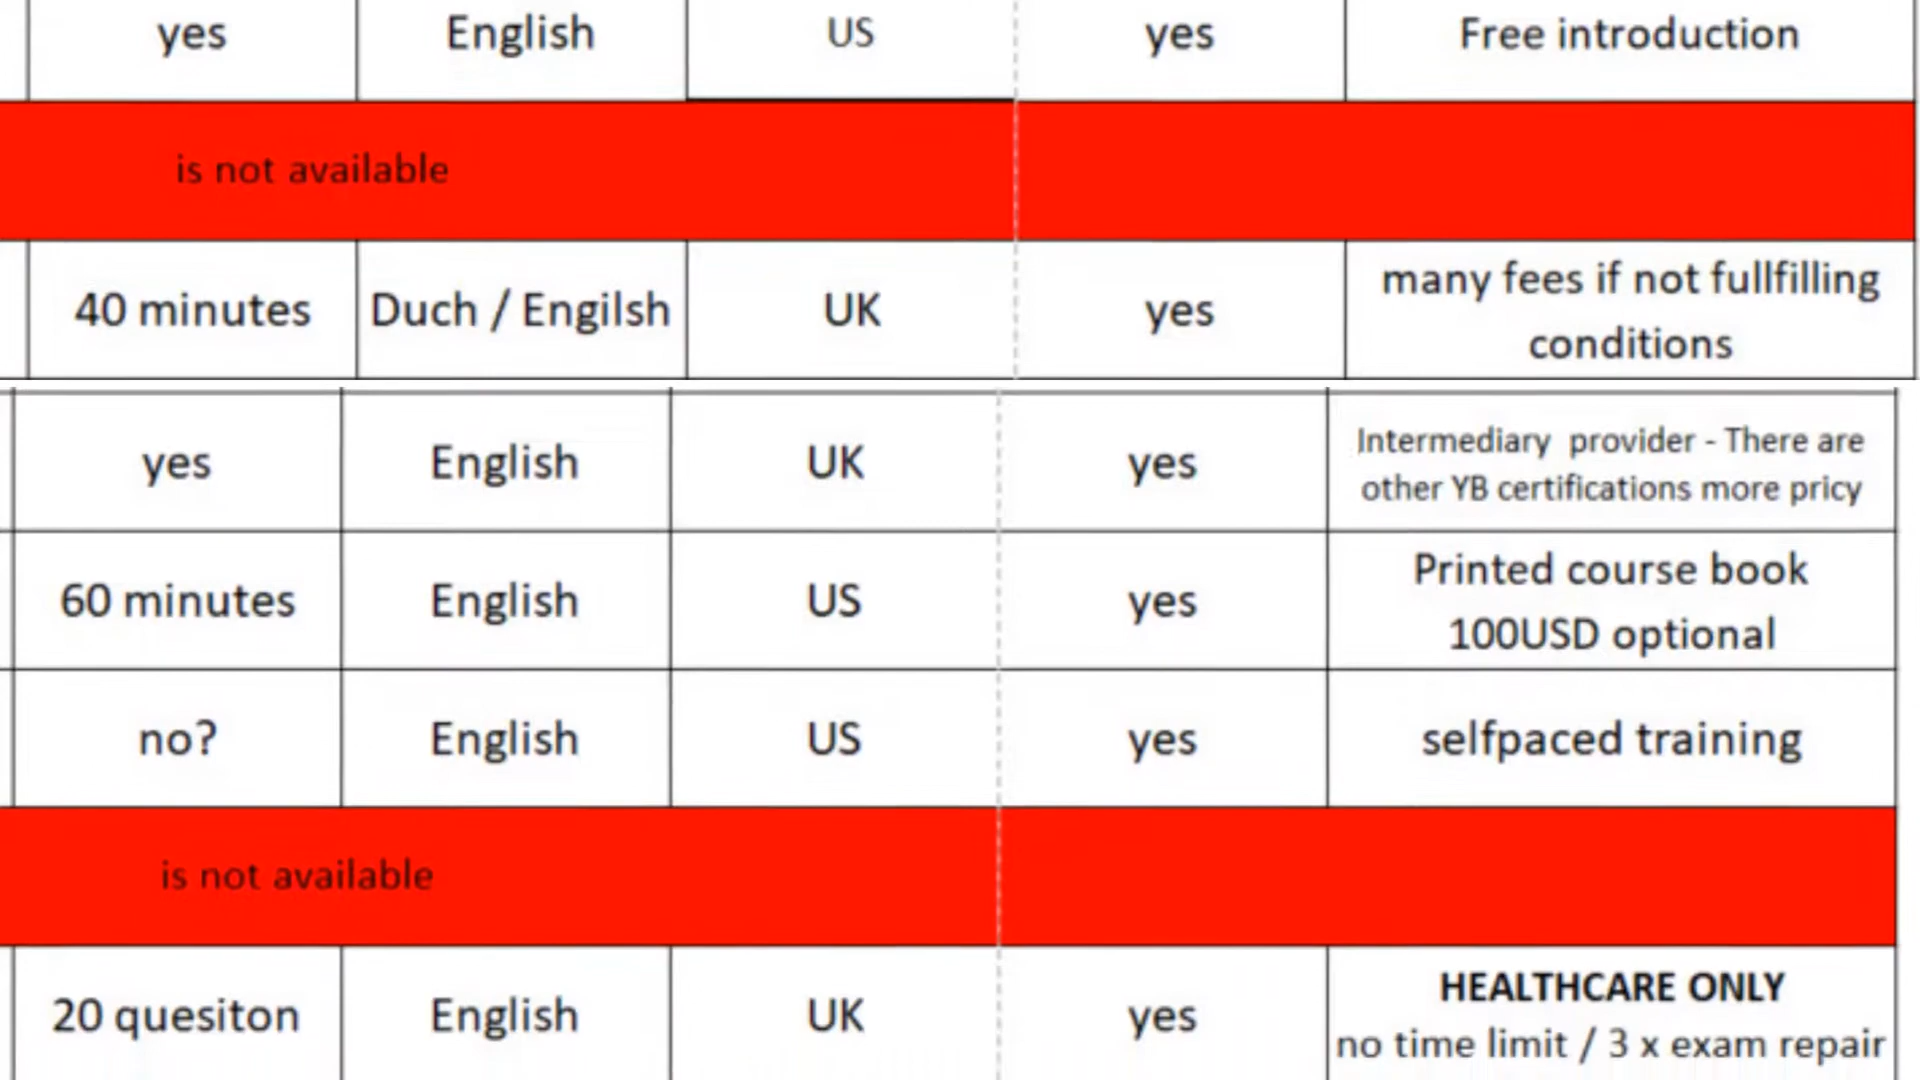 yes English US yes Free introduction
is not available
40 minutes Duch / Engilsh UK yes many fees if not fullfilling
conditions
yes English UK yes Intermediary provider - There are
other YB certifications more pricy
60 minutes English US yes Printed course book
100USD optional
no? English US yes selfpaced training
is not available
20 quesiton English UK yes HEALTHCARE ONLY
no time limit / 3 x exam repair